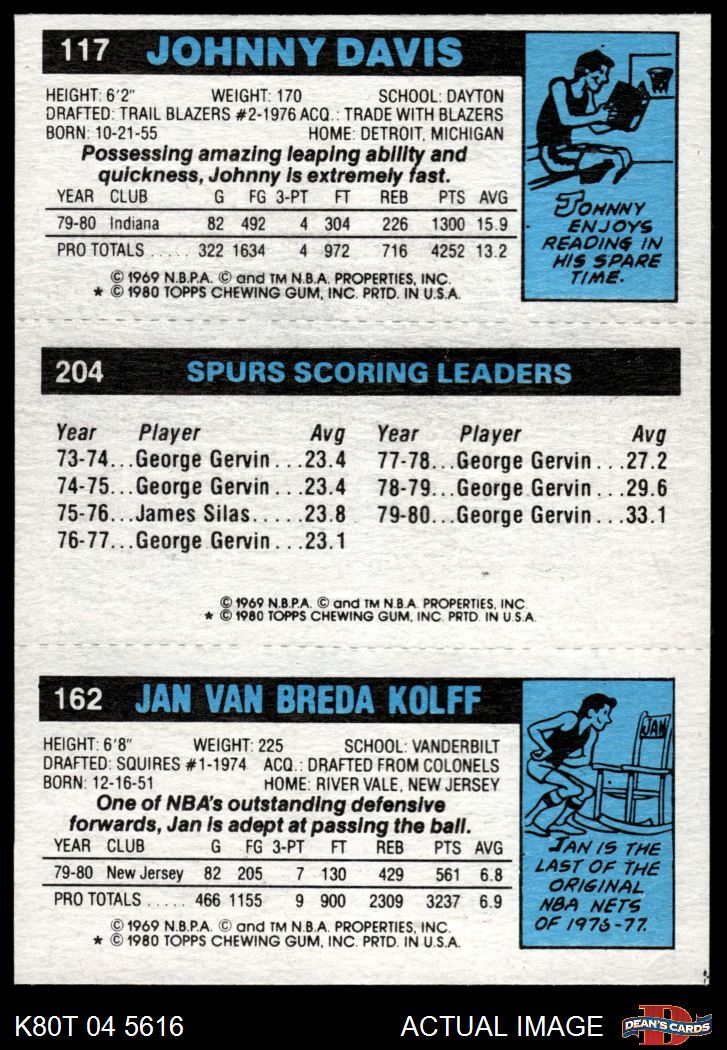 117 JOHNNY DAVIS
HEIGHT: 6'2" WEIGHT: 170 SCHOOL: DAYTON
DRAFTED: TRAIL BLAZERS #2-1976 ACQ.: TRADE WITH BLAZERS
BORN: 10-21-55 HOME: DETROIT, MICHIGAN
Possessing amazing leaping ability and
quickness, Johnny is extremely fast.
YEAR CLUB G FG 3-PT FT REB PTS AVG
79-80 Indiana 82 492 4 304 226 1300 15.9
PRO TOTALS ..... 322 1634 4 972 716 4252 13.2
© 1969 N.B.P.A. © and TM N.B.A. PROPERTIES, INC.
* © 1980 TOPPS CHEWING GUM, INC. PRTD. IN U.S.A.
JOHNNY
ENJOYS
READING IN
HIS SPARE
TIME.
204 SPURS SCORING LEADERS
Year Player Avg Year Player Avg
73-74...George Gervin...23.4 77-78...George Gervin...27.2
74-75...George Gervin...23.4 78-79...George Gervin...29.6
75-76...James Silas.....23.8 79-80...George Gervin...33.1
76-77...George Gervin...23.1
© 1969 N.B.P.A. © and TM N.B.A. PROPERTIES, INC.
* © 1980 TOPPS CHEWING GUM, INC. PRTD. IN U.S.A.
162 JAN VAN BREDA KOLFF
HEIGHT: 6'8" WEIGHT: 225 SCHOOL: VANDERBILT
DRAFTED: SQUIRES #1-1974 ACQ.: DRAFTED FROM COLONELS
BORN: 12-16-51 HOME: RIVER VALE, NEW JERSEY
One of NBA's outstanding defensive
forwards, Jan is adept at passing the ball.
YEAR CLUB G FG 3-PT FT REB PTS AVG
79-80 New Jersey 82 205 7 130 429 561 6.8
PRO TOTALS ..... 466 1155 9 900 2309 3237 6.9
© 1969 N.B.P.A. © and TM N.B.A. PROPERTIES, INC.
* © 1980 TOPPS CHEWING GUM, INC. PRTD. IN U.S.A.
JAN
JAN IS THE
LAST OF THE
ORIGINAL
NBA NETS
OF 1976-77.
K80T 04 5616 ACTUAL IMAGE
D
DEAN'S CARDS